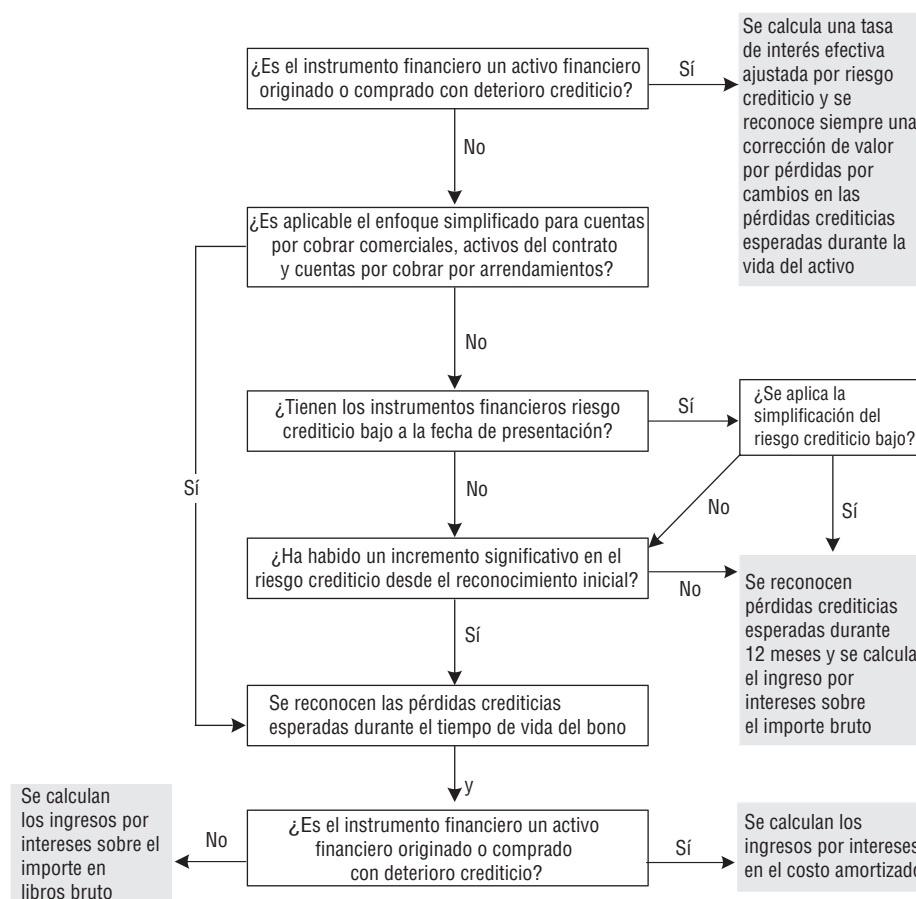 ¿Es el instrumento financiero un activo financiero
originado o comprado con deterioro crediticio?
Sí
Se calcula una tasa
de interés efectiva
ajustada por riesgo
crediticio y se
reconoce siempre una
corrección de valor
por pérdidas por
cambios en las
pérdidas crediticias
esperadas durante la
vida del activo
No
¿Es aplicable el enfoque simplificado para cuentas
por cobrar comerciales, activos del contrato
y cuentas por cobrar por arrendamientos?
No
¿Tienen los instrumentos financieros riesgo
crediticio bajo a la fecha de presentación?
Sí
¿Se aplica la
simplificación del
riesgo crediticio bajo?
Sí
No
No
Sí
¿Ha habido un incremento significativo en el
riesgo crediticio desde el reconocimiento inicial?
No
Se reconocen
pérdidas crediticias
esperadas durante
12 meses y se calcula
el ingreso por
intereses sobre
el importe bruto
Sí
Se reconocen las pérdidas crediticias
esperadas durante el tiempo de vida del bono
y
Se calculan
los ingresos por
intereses sobre el
importe en
libros bruto
No
¿Es el instrumento financiero un activo
financiero originado o comprado
con deterioro crediticio?
Sí
Se calculan los
ingresos por intereses
en el costo amortizado